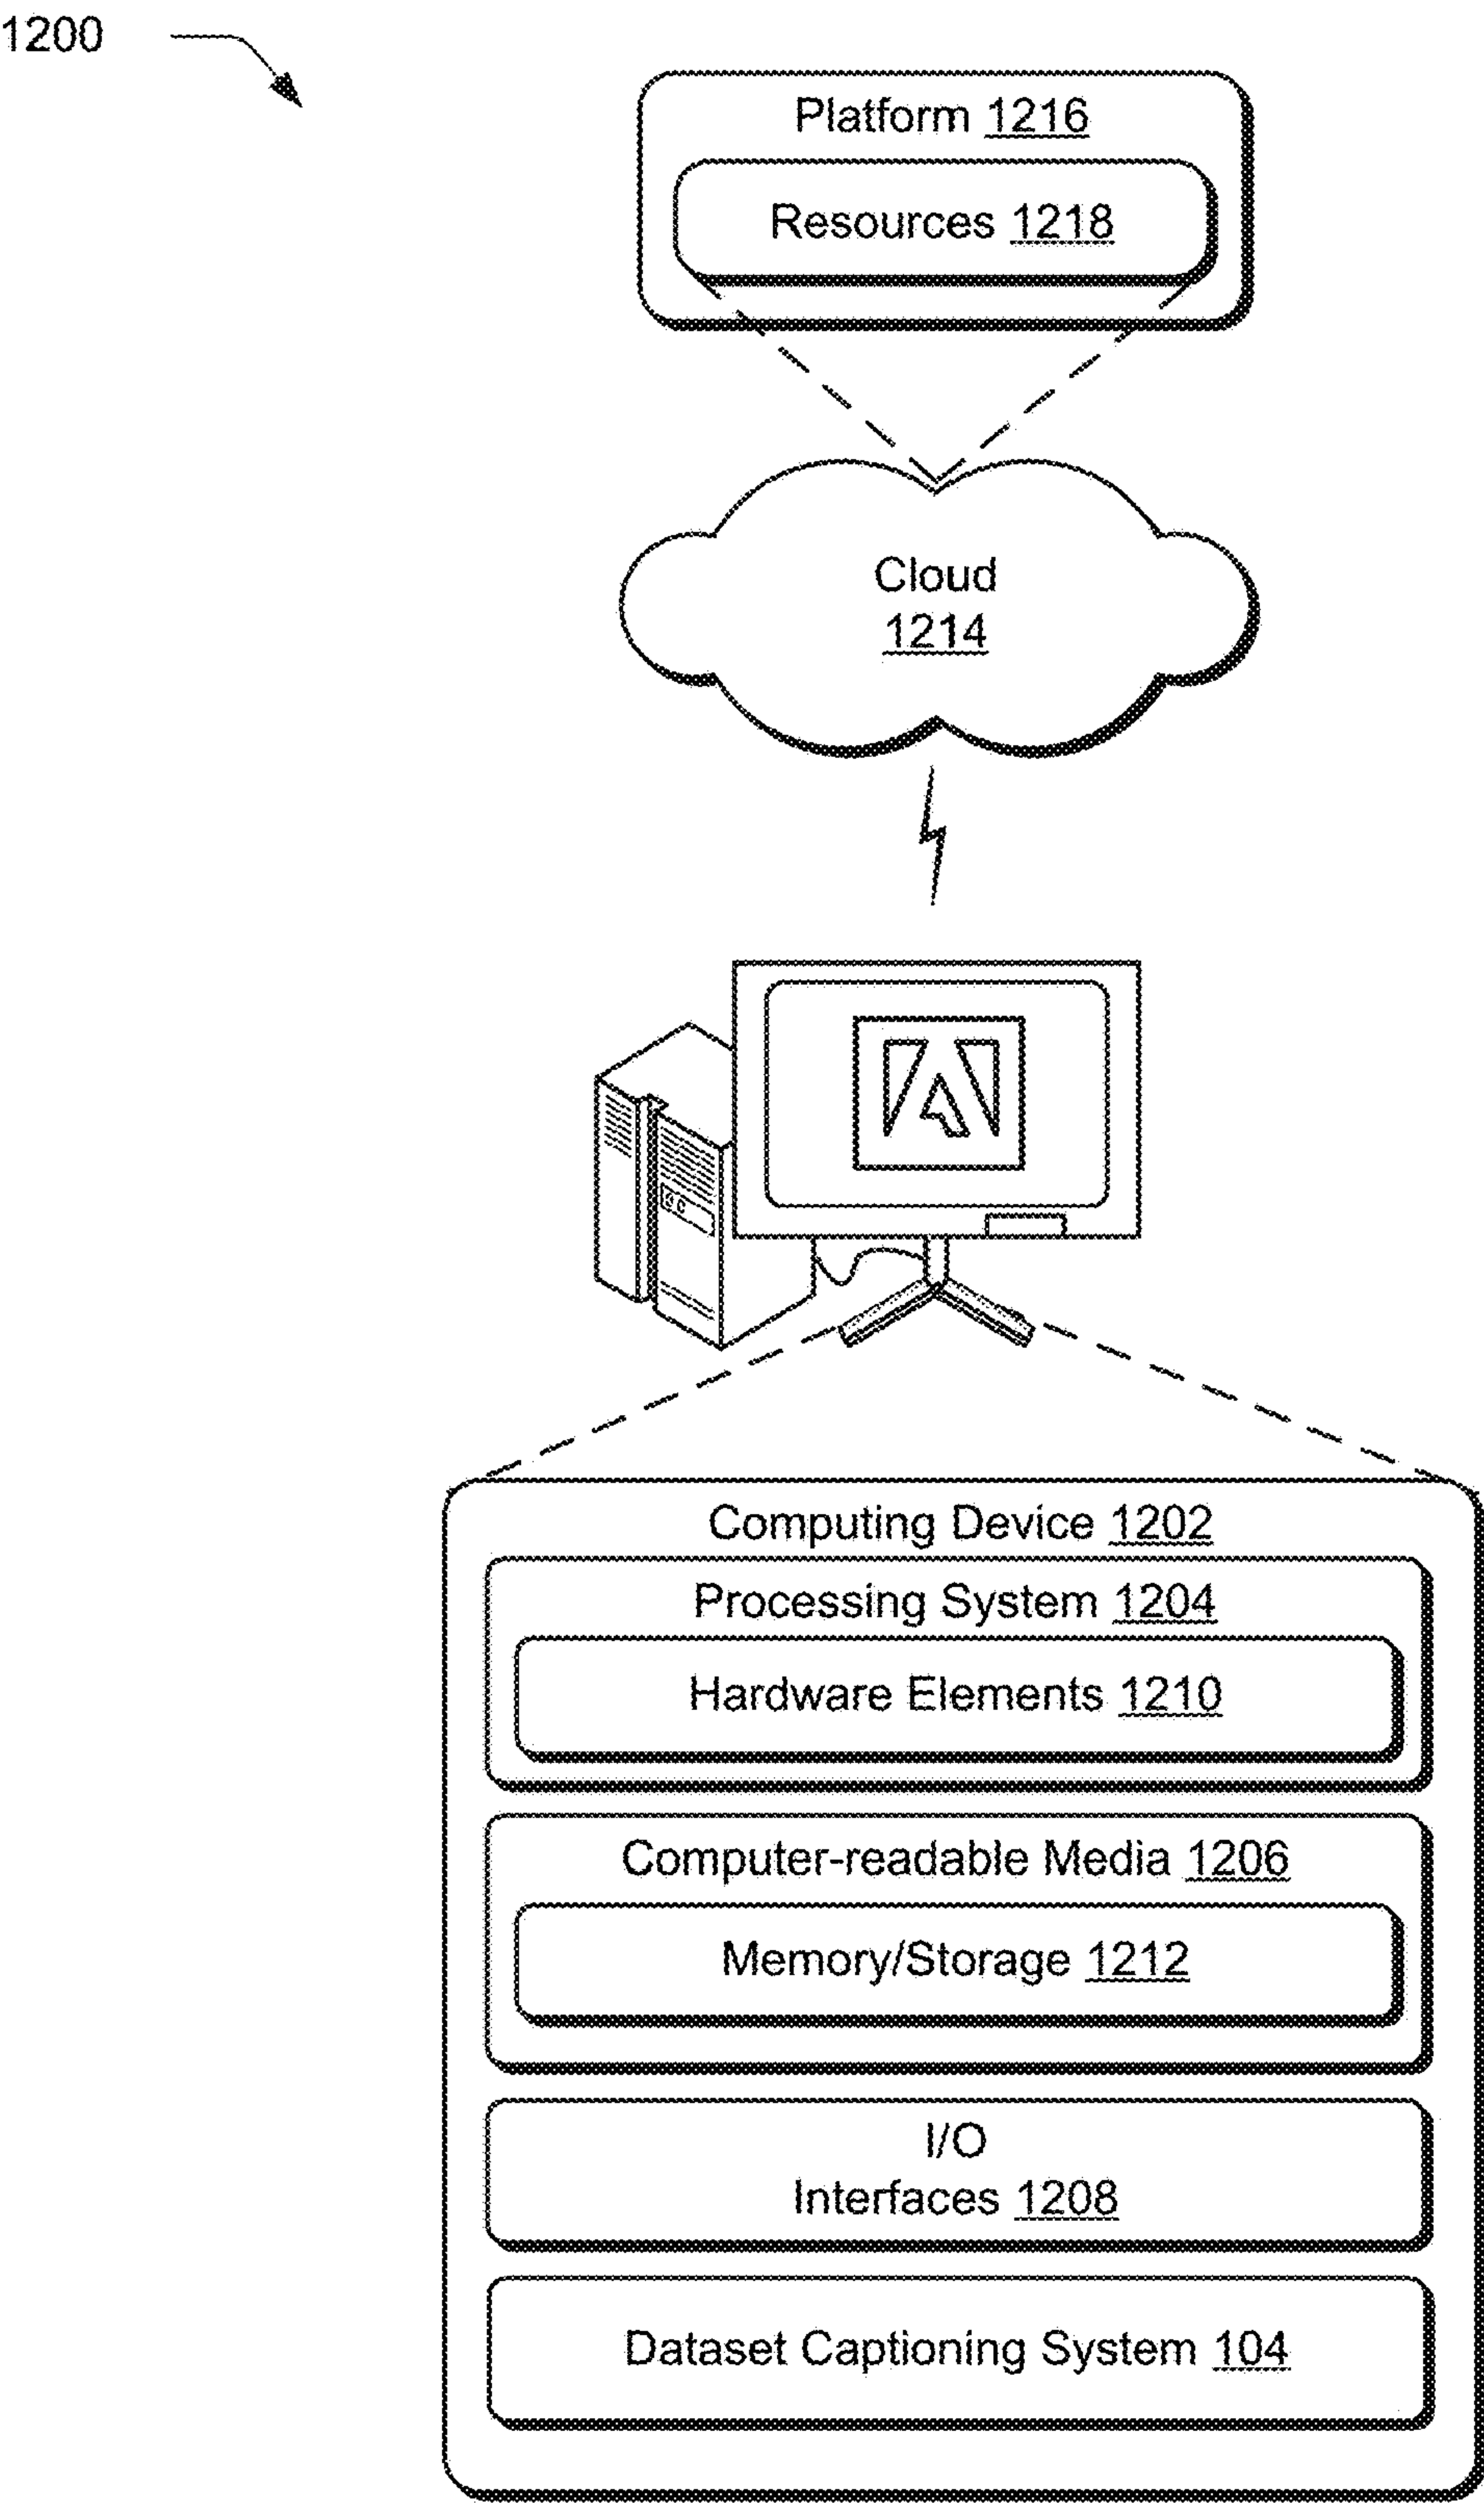 1200
Platform 1216
Resources 1218
Cloud
1214
Computing Device 1202
Processing System 1204
Hardware Elements 1210
Computer-readable Media 1206
Memory/Storage 1212
I/O
Interfaces 1208
Dataset Captioning System 104